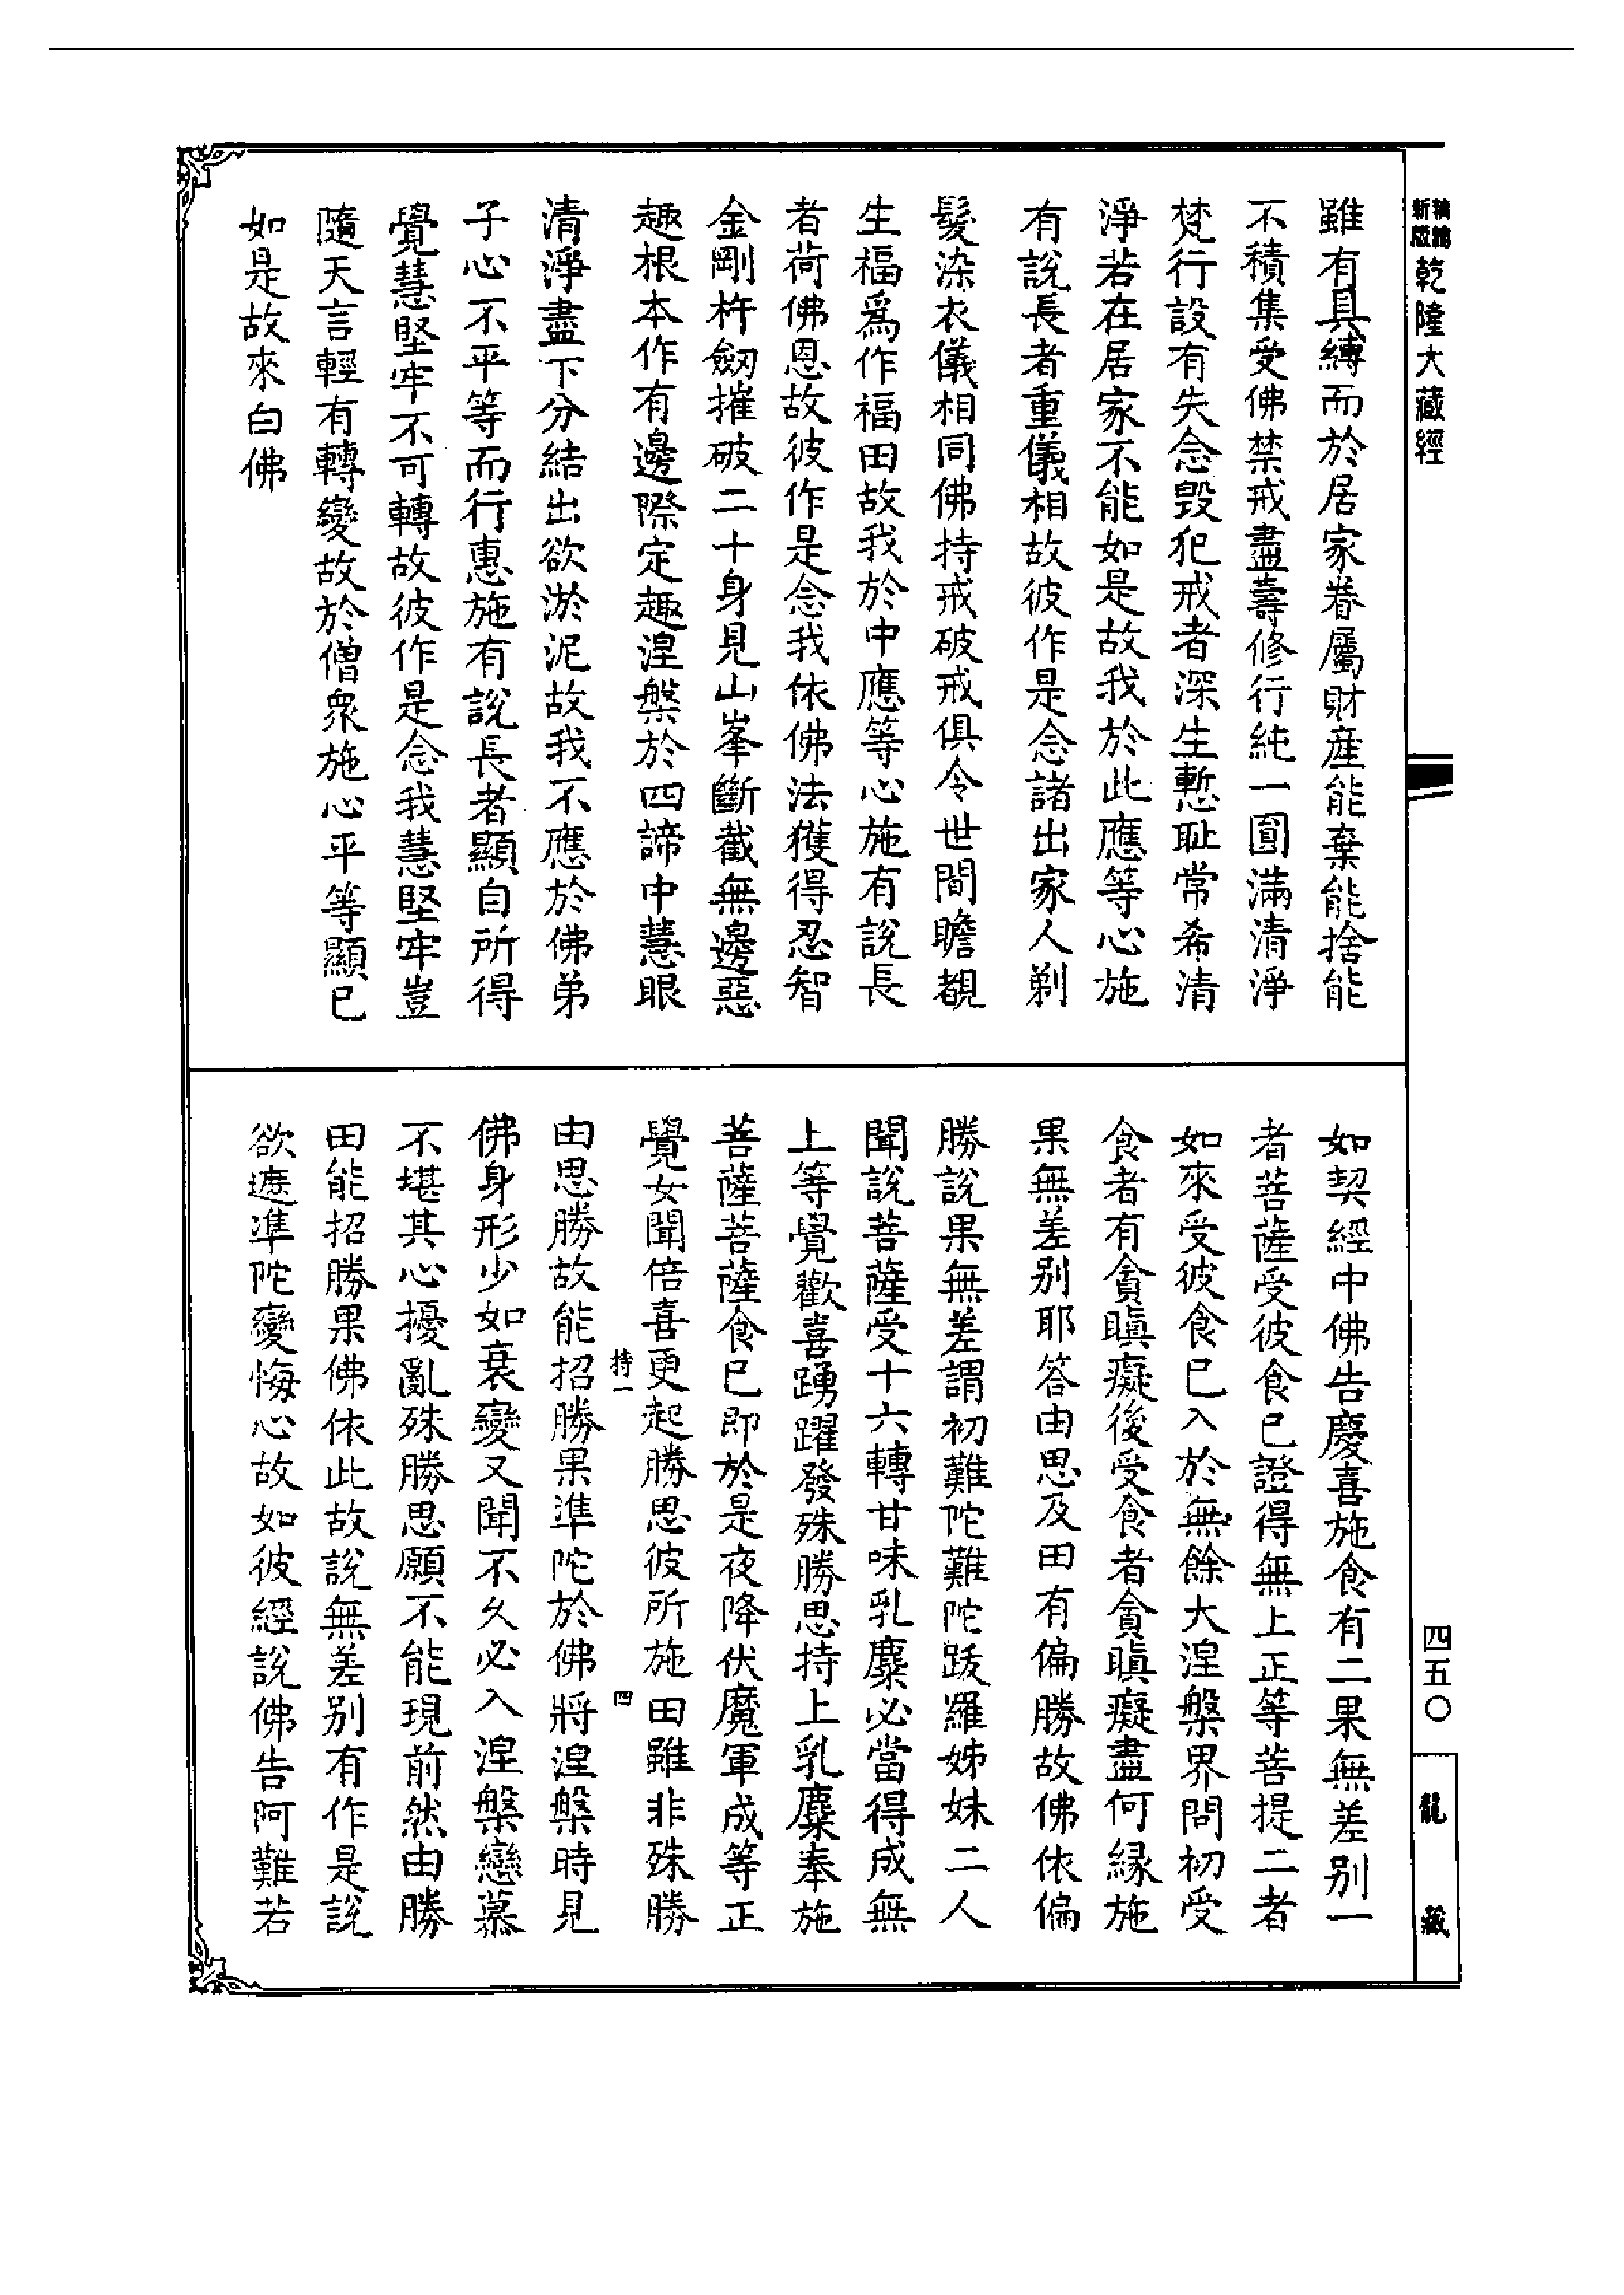 新版
精縮
乾隆大藏經
雖有具縛而於居家眷屬財産能棄能捨能
不積集受佛禁戒盡壽修行純一圓滿清淨
梵行設有失念毀犯戒者深生慙耻常希清
淨若在居家不能如是故我於此應等心施
有說長者重儀相故彼作是念諸出家人剃
髮染衣儀相同佛持戒破戒俱令世間瞻覩
生福爲作福田故我於中應等心施有說長
者荷佛恩故彼作是念我依佛法獲得忍智
金剛杵劒摧破二十身見山峯斷截無邊惡
趣根本作有邊際定趣涅槃於四諦中慧眼
清淨盡下分結出欲淤泥故我不應於佛弟
子心不平等而行惠施有說長者顯自所得
覺慧堅牢不可轉故彼作是念我慧堅牢豈
隨天言輕有轉變故於僧衆施心平等顯已
如是故來白佛
如契經中佛告慶喜施食有二果無差别一
者菩薩受彼食已證得無上正等菩提二者
如來受彼食已入於無餘大涅槃界問初受
食者有貪瞋癡後受食者貪瞋癡盡何緣施
果無差别耶答由思及田有偏勝故佛依偏
勝說果無差謂初難陀難陀跋羅姊妹二人
聞說菩薩受十六轉甘味乳麋必當得成無
上等覺歡喜踴躍發殊勝思持上乳麋奉施
菩薩菩薩食已即於是夜降伏魔軍成等正
覺女聞倍喜更起勝思彼所施田雖非殊勝
持一
四
由思勝故能招勝果準陀於佛將涅槃時見
佛身形少如衰變又聞不久必入涅槃戀慕
不堪其心擾亂殊勝思願不能現前然由勝
田能招勝果佛依此故說無差别有作是說
欲遮準陀變悔心故如彼經說佛告阿難若
四五〇
龍藏